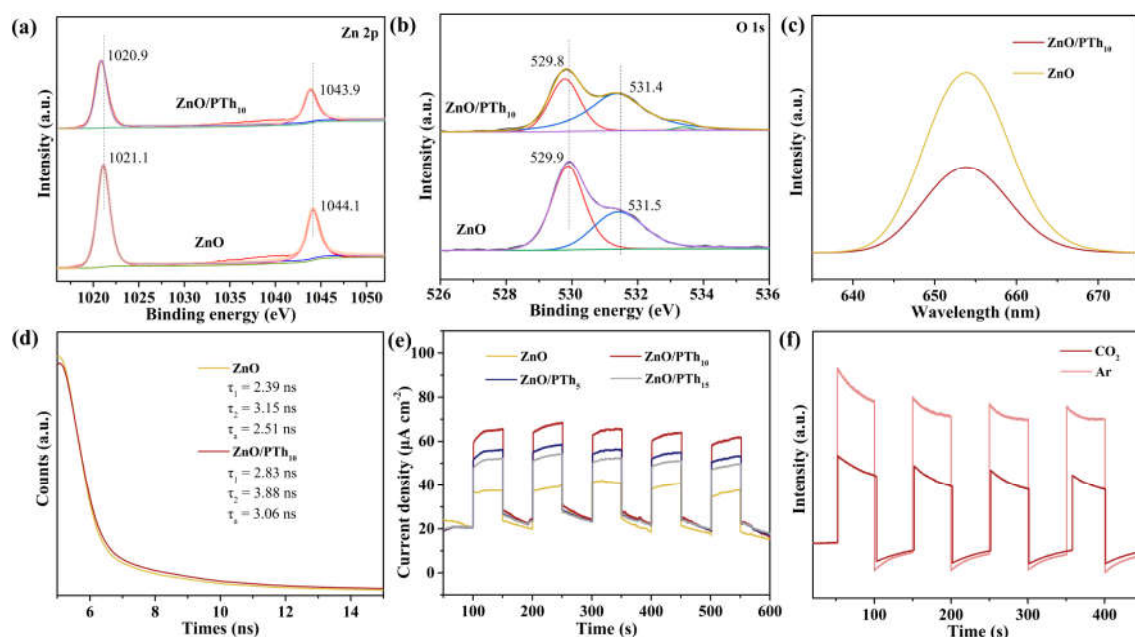 (a)
Zn 2p
1020.9
1043.9
ZnO/PTh₁₀
1021.1
1044.1
ZnO
Intensity (a.u.)
1020 1025 1030 1035 1040 1045 1050
Binding energy (eV)
(b)
O 1s
529.8
531.4
ZnO/PTh₁₀
529.9
531.5
ZnO
Intensity (a.u.)
526 528 530 532 534 536
Binding energy (eV)
(c)
ZnO/PTh₁₀
ZnO
Intensity (a.u.)
640 650 660 670
Wavelength (nm)
(d)
ZnO
τ₁ = 2.39 ns
τ₂ = 3.15 ns
τₐ = 2.51 ns
ZnO/PTh₁₀
τ₁ = 2.83 ns
τ₂ = 3.88 ns
τₐ = 3.06 ns
Counts (a.u.)
6 8 10 12 14
Times (ns)
(e)
ZnO
ZnO/PTh₁₀
ZnO/PTh₅
ZnO/PTh₁₅
Current density (μA cm⁻²)
100
80
60
40
20
0
100 200 300 400 500 600
Time (s)
(f)
CO₂
Ar
Intensity (a.u.)
100 200 300 400
Time (s)